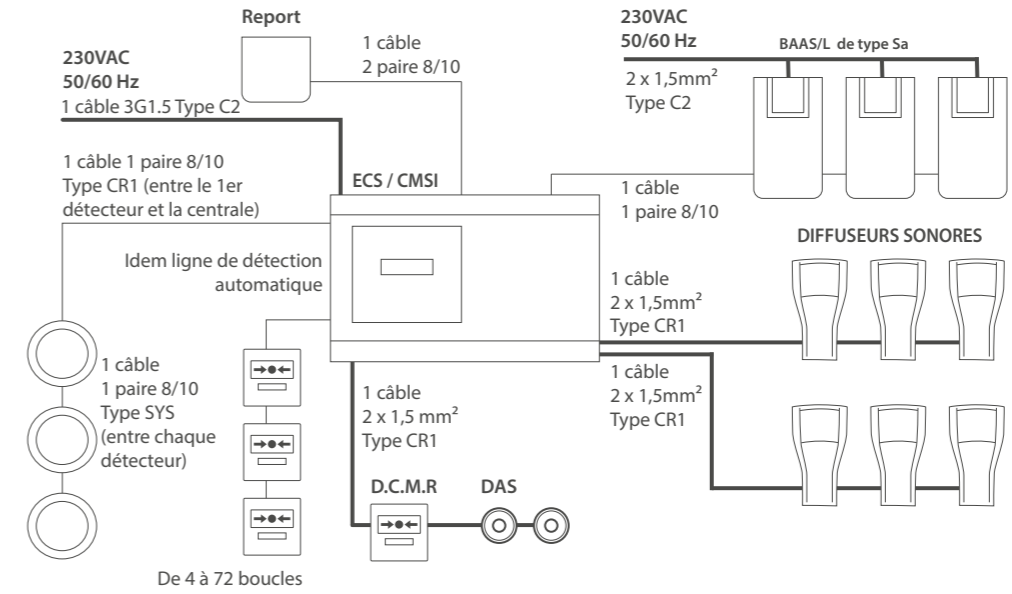 Report
1 câble
2 paire 8/10
230VAC
50/60 Hz
1 câble 3G1.5 Type C2
230VAC
50/60 Hz
BAAS/L de type Sa
2 x 1,5mm²
Type C2
1 câble 1 paire 8/10
Type CR1 (entre le 1er
détecteur et la centrale)
ECS / CMSI
1 câble
1 paire 8/10
DIFFUSEURS SONORES
Idem ligne de détection
automatique
1 câble
2 x 1,5mm²
Type CR1
1 câble
1 paire 8/10
Type SYS
(entre chaque
détecteur)
1 câble
2 x 1,5 mm²
Type CR1
1 câble
2 x 1,5mm²
Type CR1
D.C.M.R
DAS
De 4 à 72 boucles